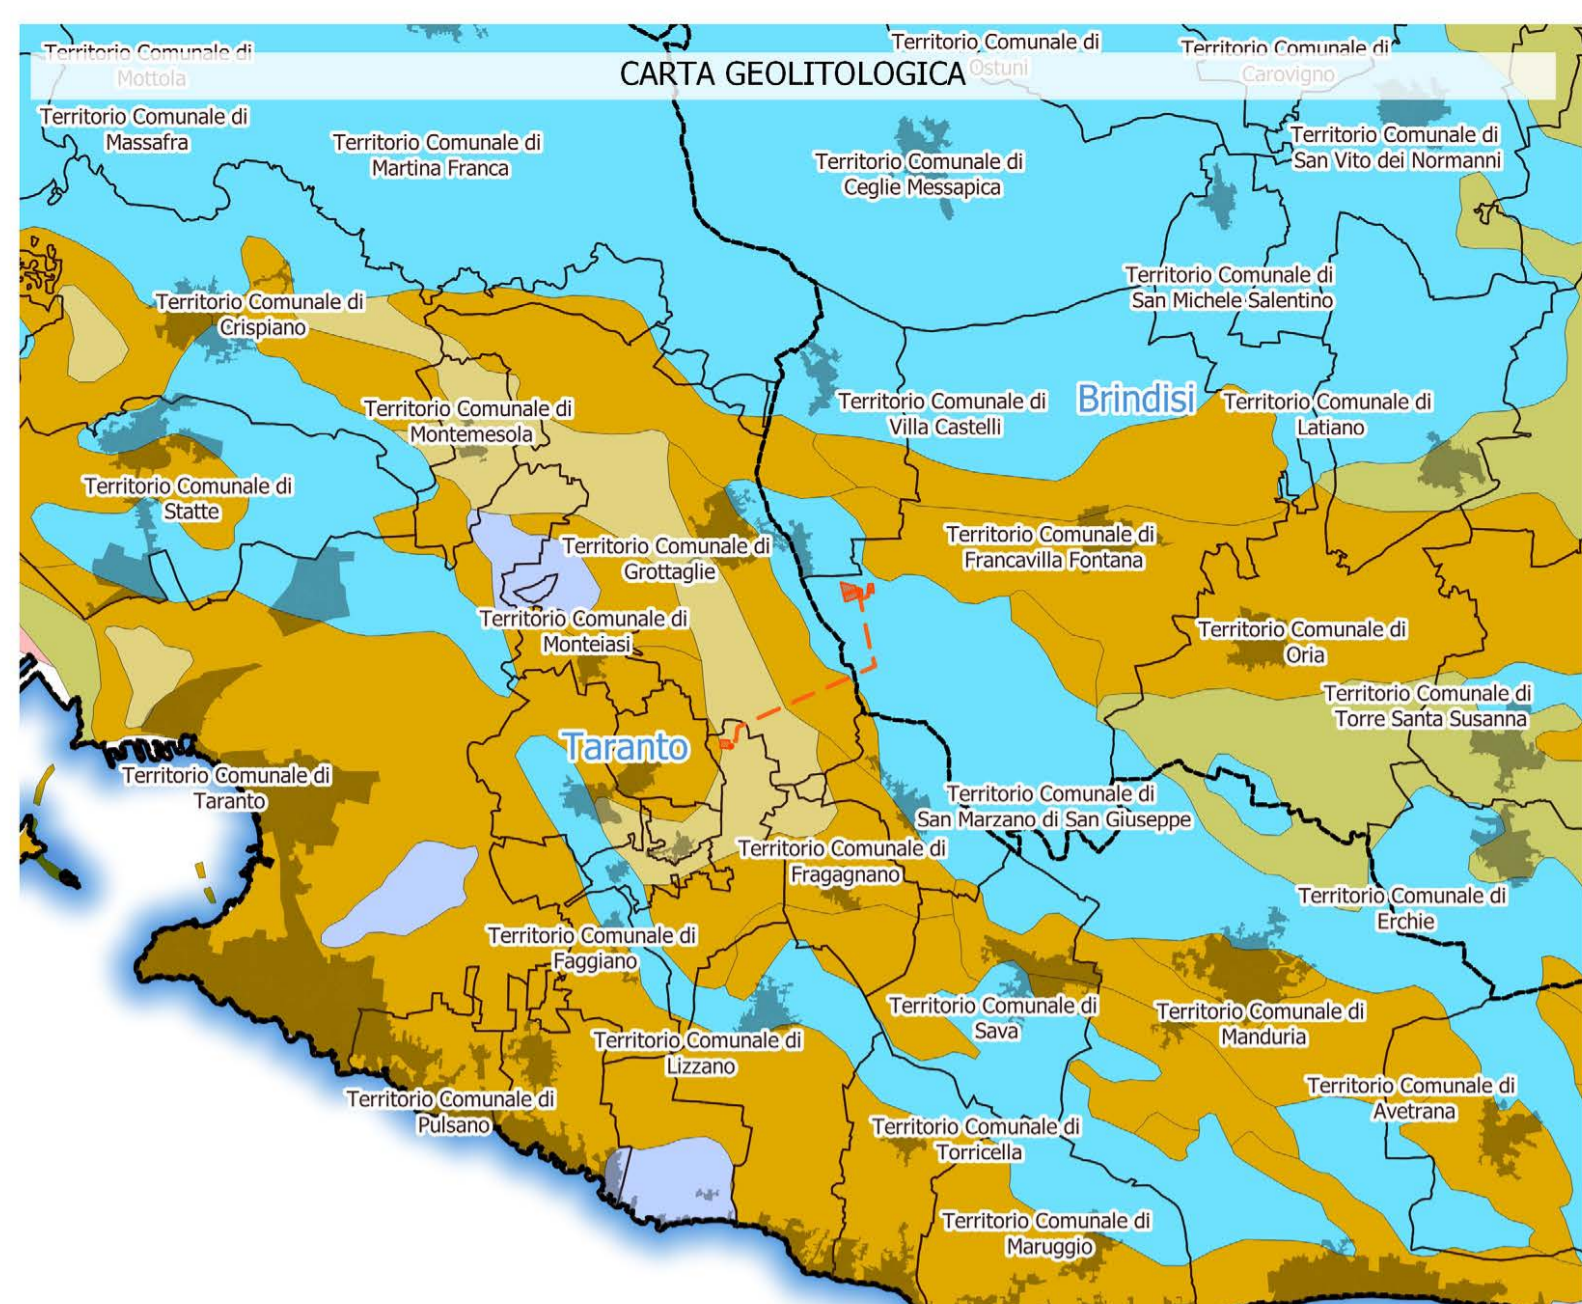 Territorio Comunale di
Mottola
Territorio Comunale di
Ostuni
Territorio Comunale di
Carovigno
CARTA GEOLITOLOGICA
Territorio Comunale di
Massafra
Territorio Comunale di
Martina Franca
Territorio Comunale di
Ceglie Messapica
Territorio Comunale di
San Vito dei Normanni
Territorio Comunale di
Crispiano
Territorio Comunale di
San Michele Salentino
Territorio Comunale di
Montemesola
Territorio Comunale di
Villa Castelli
Brindisi
Territorio Comunale di
Latiano
Territorio Comunale di
Statte
Territorio Comunale di
Grottaglie
Territorio Comunale di
Francavilla Fontana
Territorio Comunale di
Monteiasi
Territorio Comunale di
Oria
Territorio Comunale di
Torre Santa Susanna
Taranto
Territorio Comunale di
Taranto
Territorio Comunale di
San Marzano di San Giuseppe
Territorio Comunale di
Fragagnano
Territorio Comunale di
Erchie
Territorio Comunale di
Faggiano
Territorio Comunale di
Sava
Territorio Comunale di
Manduria
Territorio Comunale di
Lizzano
Territorio Comunale di
Pulsano
Territorio Comunale di
Avetrana
Territorio Comunale di
Torricella
Territorio Comunale di
Maruggio